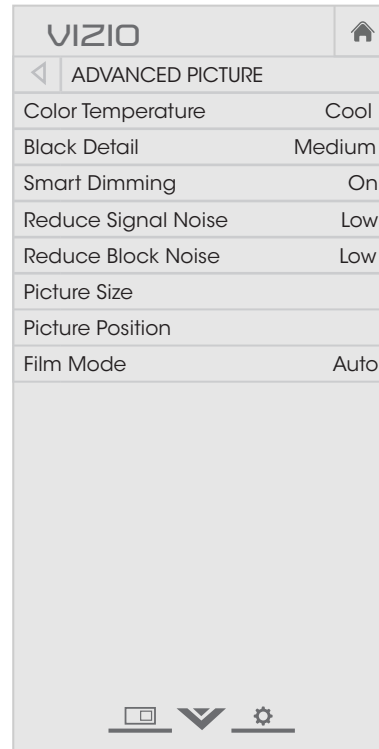 VIZIO
ADVANCED PICTURE
Color Temperature Cool
Black Detail Medium
Smart Dimming On
Reduce Signal Noise Low
Reduce Block Noise Low
Picture Size
Picture Position
Film Mode Auto